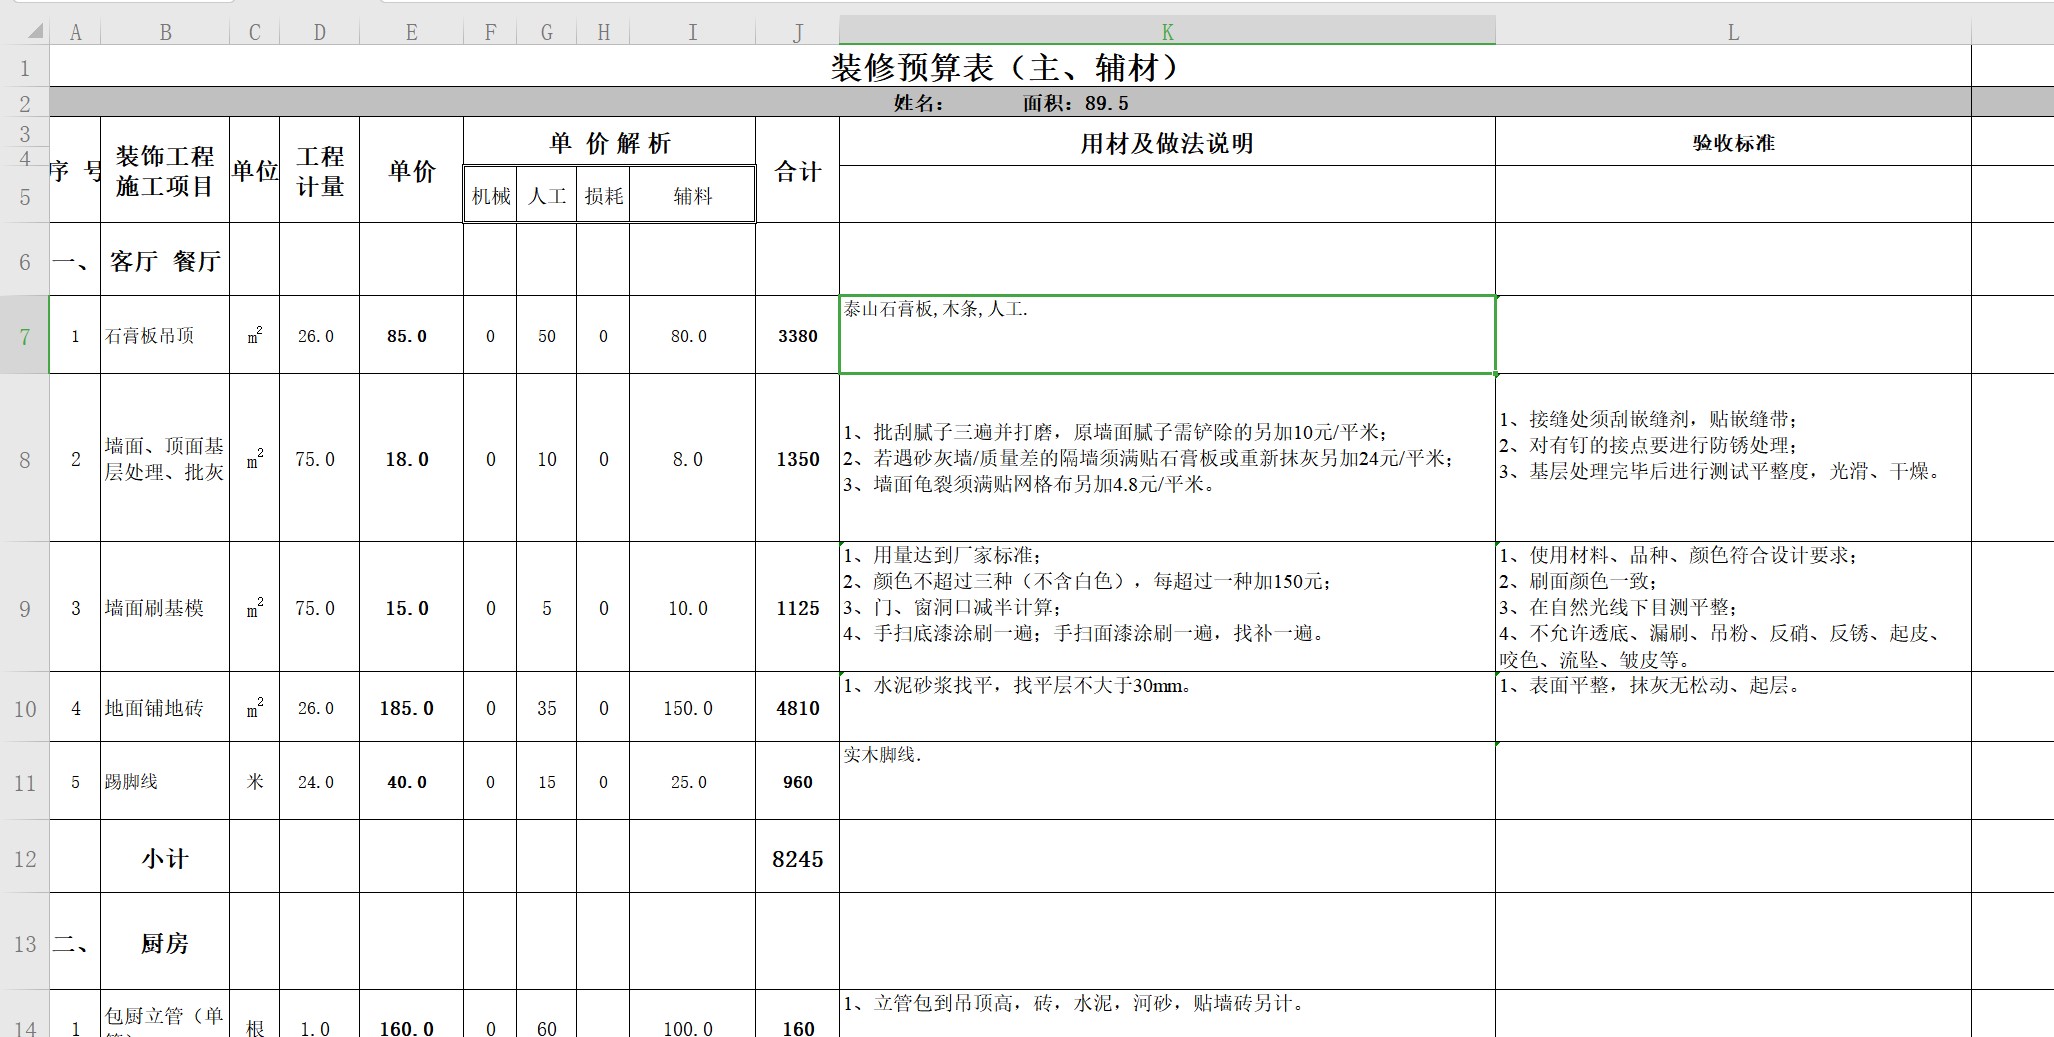 A B C D E F G H I J K L
1 装修预算表（主、辅材）
2 姓名： 面积：89.5
3
4
5
序 号 装饰工程施工项目 单位 工程计量 单价 单 价 解 析 合计 用材及做法说明 验收标准
机械 人工 损耗 辅料
6 一、 客厅 餐厅
7 1 石膏板吊顶 m² 26.0 85.0 0 50 0 80.0 3380 泰山石膏板,木条,人工.
8 2 墙面、顶面基层处理、批灰 m² 75.0 18.0 0 10 0 8.0 1350
1、批刮腻子三遍并打磨，原墙面腻子需铲除的另加10元/平米；
2、若遇砂灰墙/质量差的隔墙须满贴石膏板或重新抹灰另加24元/平米；
3、墙面龟裂须满贴网格布另加4.8元/平米。
1、接缝处须刮嵌缝剂，贴嵌缝带；
2、对有钉的接点要进行防锈处理；
3、基层处理完毕后进行测试平整度，光滑、干燥。
9 3 墙面刷基模 m² 75.0 15.0 0 5 0 10.0 1125
1、用量达到厂家标准；
2、颜色不超过三种（不含白色），每超过一种加150元；
3、门、窗洞口减半计算；
4、手扫底漆涂刷一遍；手扫面漆涂刷一遍，找补一遍。
1、使用材料、品种、颜色符合设计要求；
2、刷面颜色一致；
3、在自然光线下目测平整；
4、不允许透底、漏刷、吊粉、反硝、反锈、起皮、
咬色、流坠、皱皮等。
10 4 地面铺地砖 m² 26.0 185.0 0 35 0 150.0 4810 1、水泥砂浆找平，找平层不大于30mm。 1、表面平整，抹灰无松动、起层。
11 5 踢脚线 米 24.0 40.0 0 15 0 25.0 960 实木脚线.
12 小计 8245
13 二、 厨房
14 1 包厨立管（单 根 1.0 160.0 0 60 100.0 160 1、立管包到吊顶高，砖，水泥，河砂，贴墙砖另计。